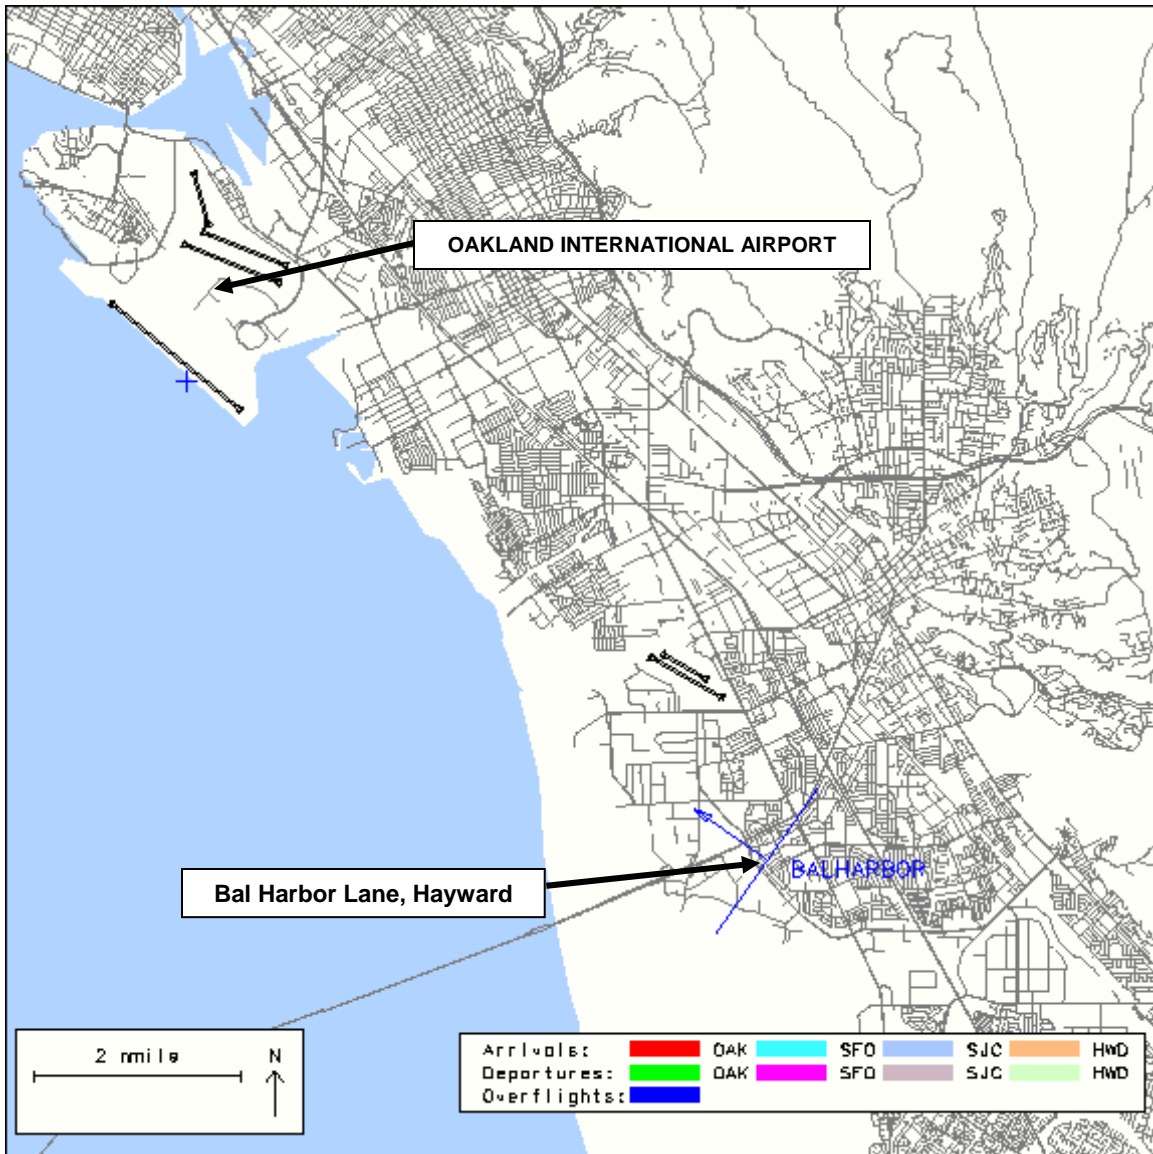 OAKLAND INTERNATIONAL AIRPORT
BALHARBOR
Bal Harbor Lane, Hayward
2 nmile N
Arrivals: OAK SFO SJC HWD
Departures: OAK SFO SJC HWD
Overflights: